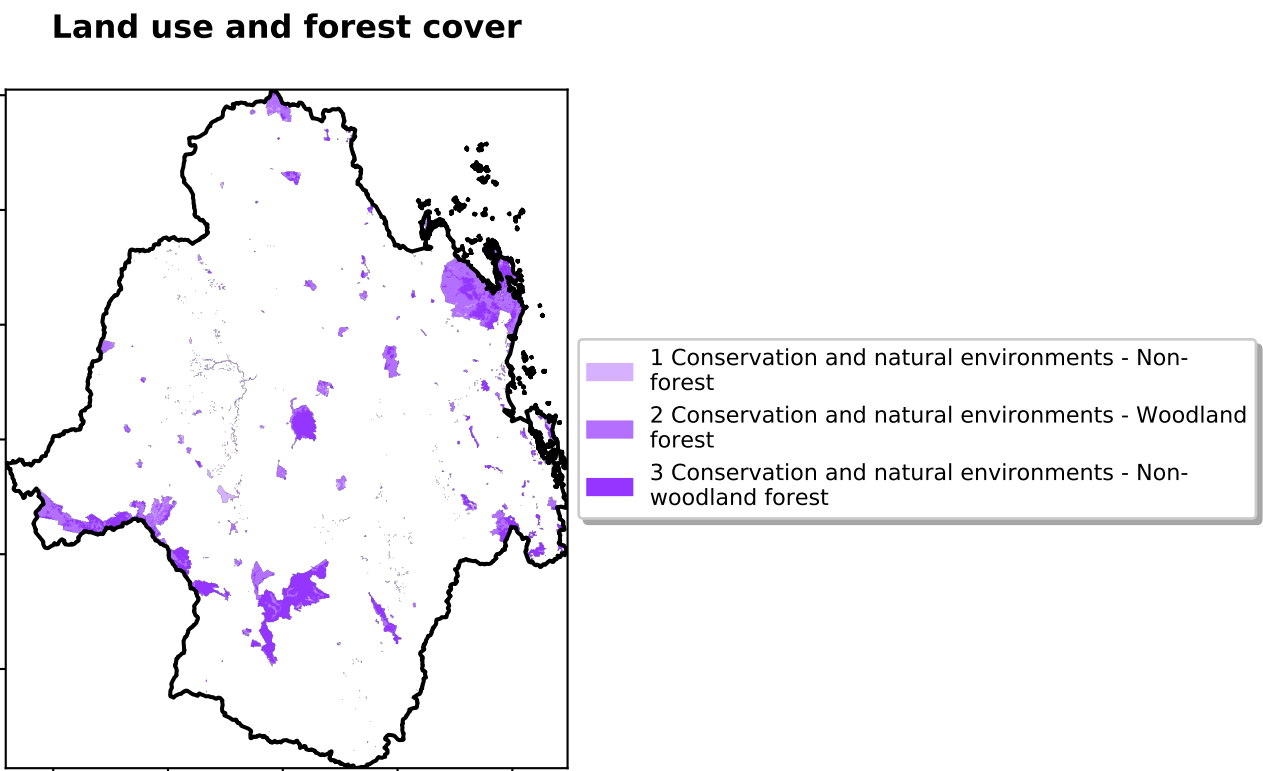 Land use and forest cover
1 Conservation and natural environments - Non-
forest
2 Conservation and natural environments - Woodland
forest
3 Conservation and natural environments - Non-
woodland forest